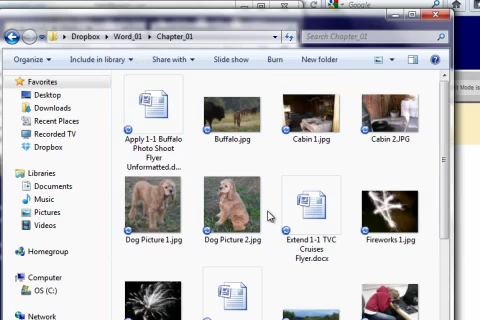 Google
Dropbox ▸ Word_01 ▸ Chapter_01
Search Chapter_01
Organize Include in library Share with Slide show Burn New folder
Favorites
Desktop
Downloads
Recent Places
Recorded TV
Dropbox
Libraries
Documents
Music
Pictures
Videos
Homegroup
Computer
OS (C:)
Network
Apply 1-1 Buffalo
Photo Shoot
Flyer
Unformatted.d...
Buffalo.jpg
Cabin 1.jpg
Cabin 2.JPG
Dog Picture 1.jpg
Dog Picture 2.jpg
Extend 1-1 TVC
Cruises
Flyer.docx
Fireworks 1.jpg
Mode is